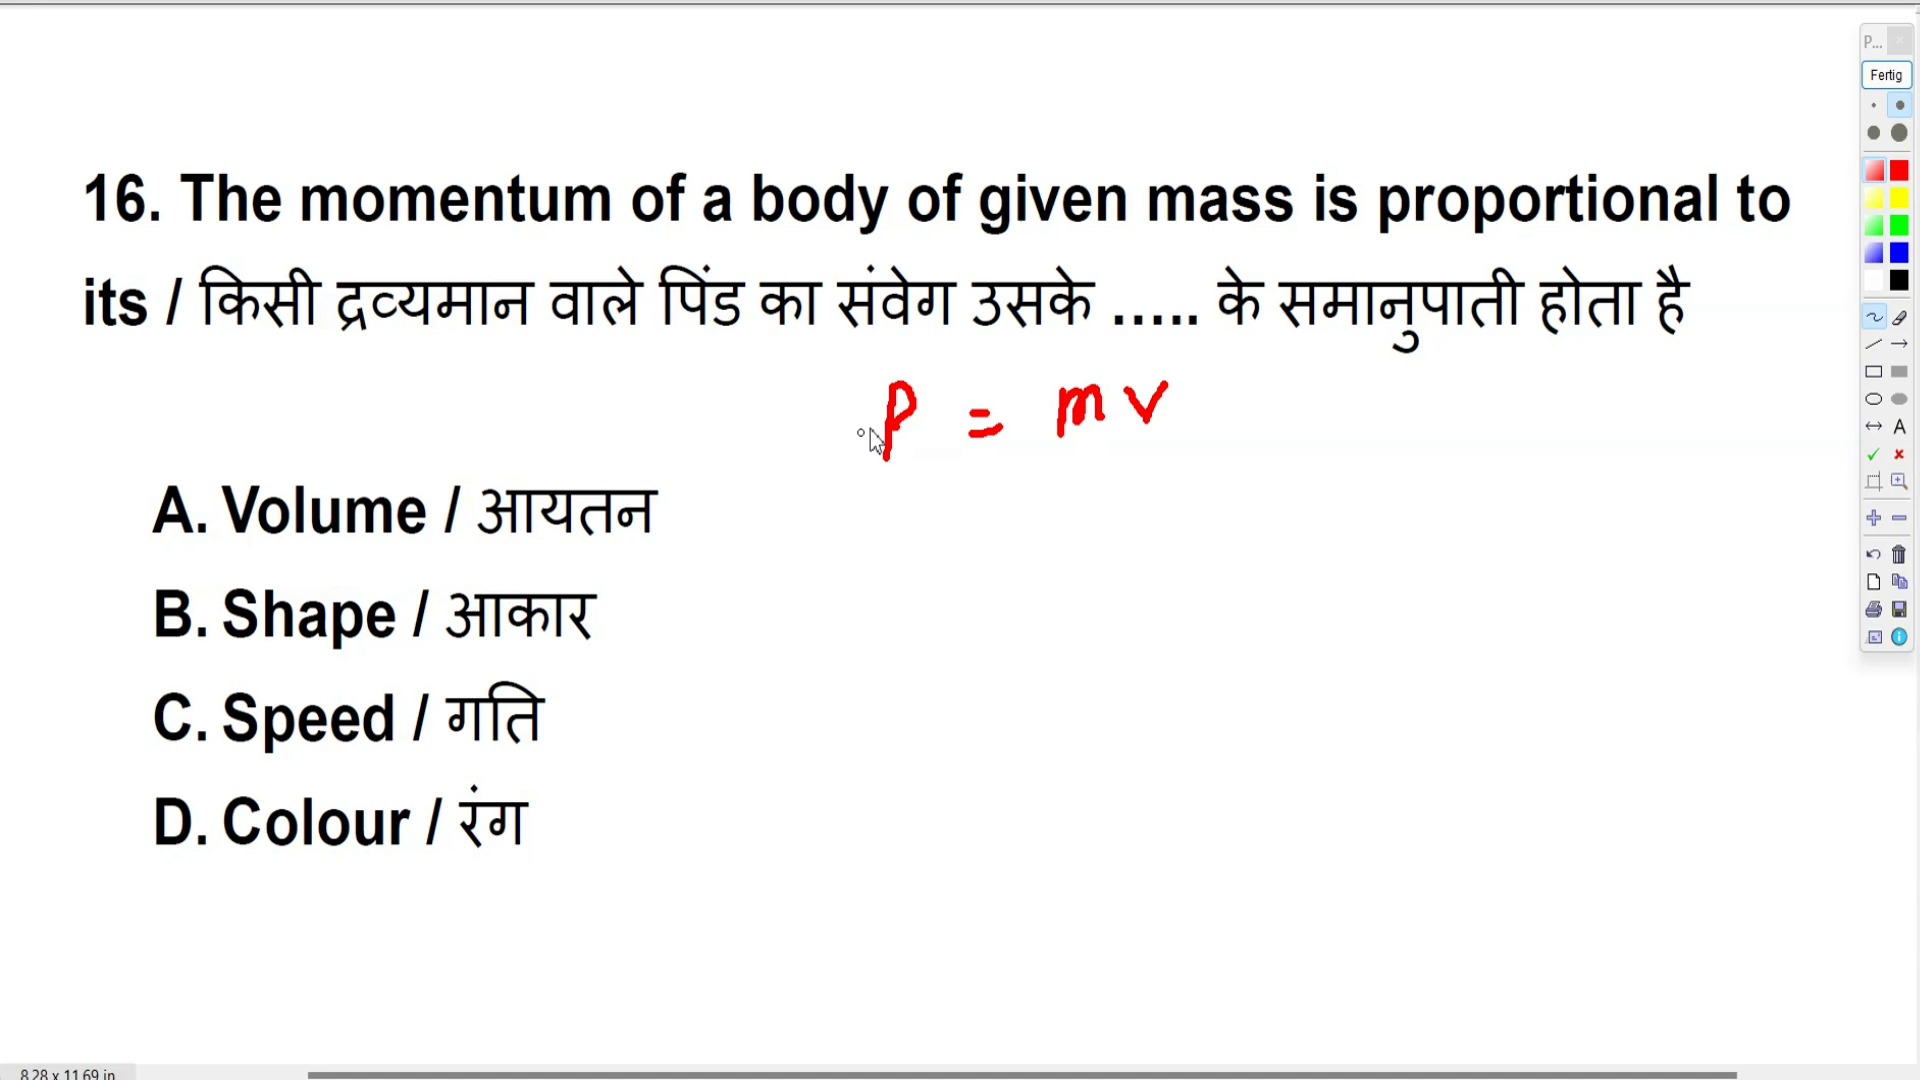 P...
Fertig
16. The momentum of a body of given mass is proportional to
its / किसी द्रव्यमान वाले पिंड का संवेग उसके ..... के समानुपाती होता है
P = mv
A. Volume / आयतन
B. Shape / आकार
C. Speed / गति
D. Colour / रंग
8.28 x 11.69 in